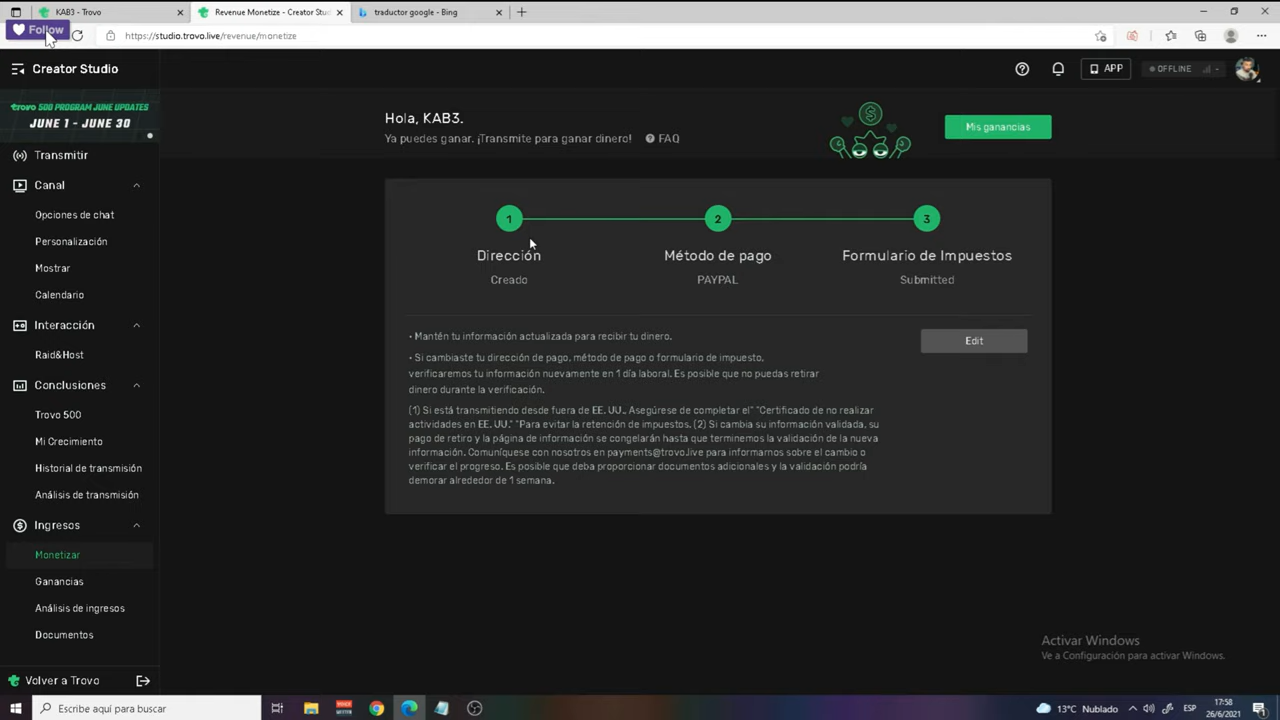 KAB3 - Trovo
Revenue Monetize - Creator Stud
traductor google - Bing
Follow
https://studio.trovo.live/revenue/monetize
Creator Studio
APP
OFFLINE
trovo 500 PROGRAM JUNE UPDATES
JUNE 1 - JUNE 30
Transmitir
Canal
Opciones de chat
Personalización
Mostrar
Calendario
Interacción
Raid&Host
Conclusiones
Trovo 500
Mi Crecimiento
Historial de transmisión
Análisis de transmisión
Ingresos
Monetizar
Ganancias
Análisis de ingresos
Documentos
Volver a Trovo
Hola, KAB3.
Ya puedes ganar. ¡Transmite para ganar dinero! FAQ
Mis ganancias
1
2
3
Dirección
Método de pago
Formulario de Impuestos
Creado
PAYPAL
Submitted
• Mantén tu información actualizada para recibir tu dinero.
Edit
• Si cambiaste tu dirección de pago, método de pago o formulario de impuesto,
verificaremos tu información nuevamente en 1 día laboral. Es posible que no puedas retirar
dinero durante la verificación.
(1) Si está transmitiendo desde fuera de EE. UU., Asegúrese de completar el" "Certificado de no realizar
actividades en EE. UU." "Para evitar la retención de impuestos. (2) Si cambia su información validada, su
pago de retiro y la página de información se congelarán hasta que terminemos la validación de la nueva
información. Comuníquese con nosotros en payments@trovo.live para informarnos sobre el cambio o
verificar el progreso. Es posible que deba proporcionar documentos adicionales y la validación podría
demorar alrededor de 1 semana.
Activar Windows
Ve a Configuración para activar Windows.
Escribe aquí para buscar
13°C Nublado
ESP
17:58
26/6/2021